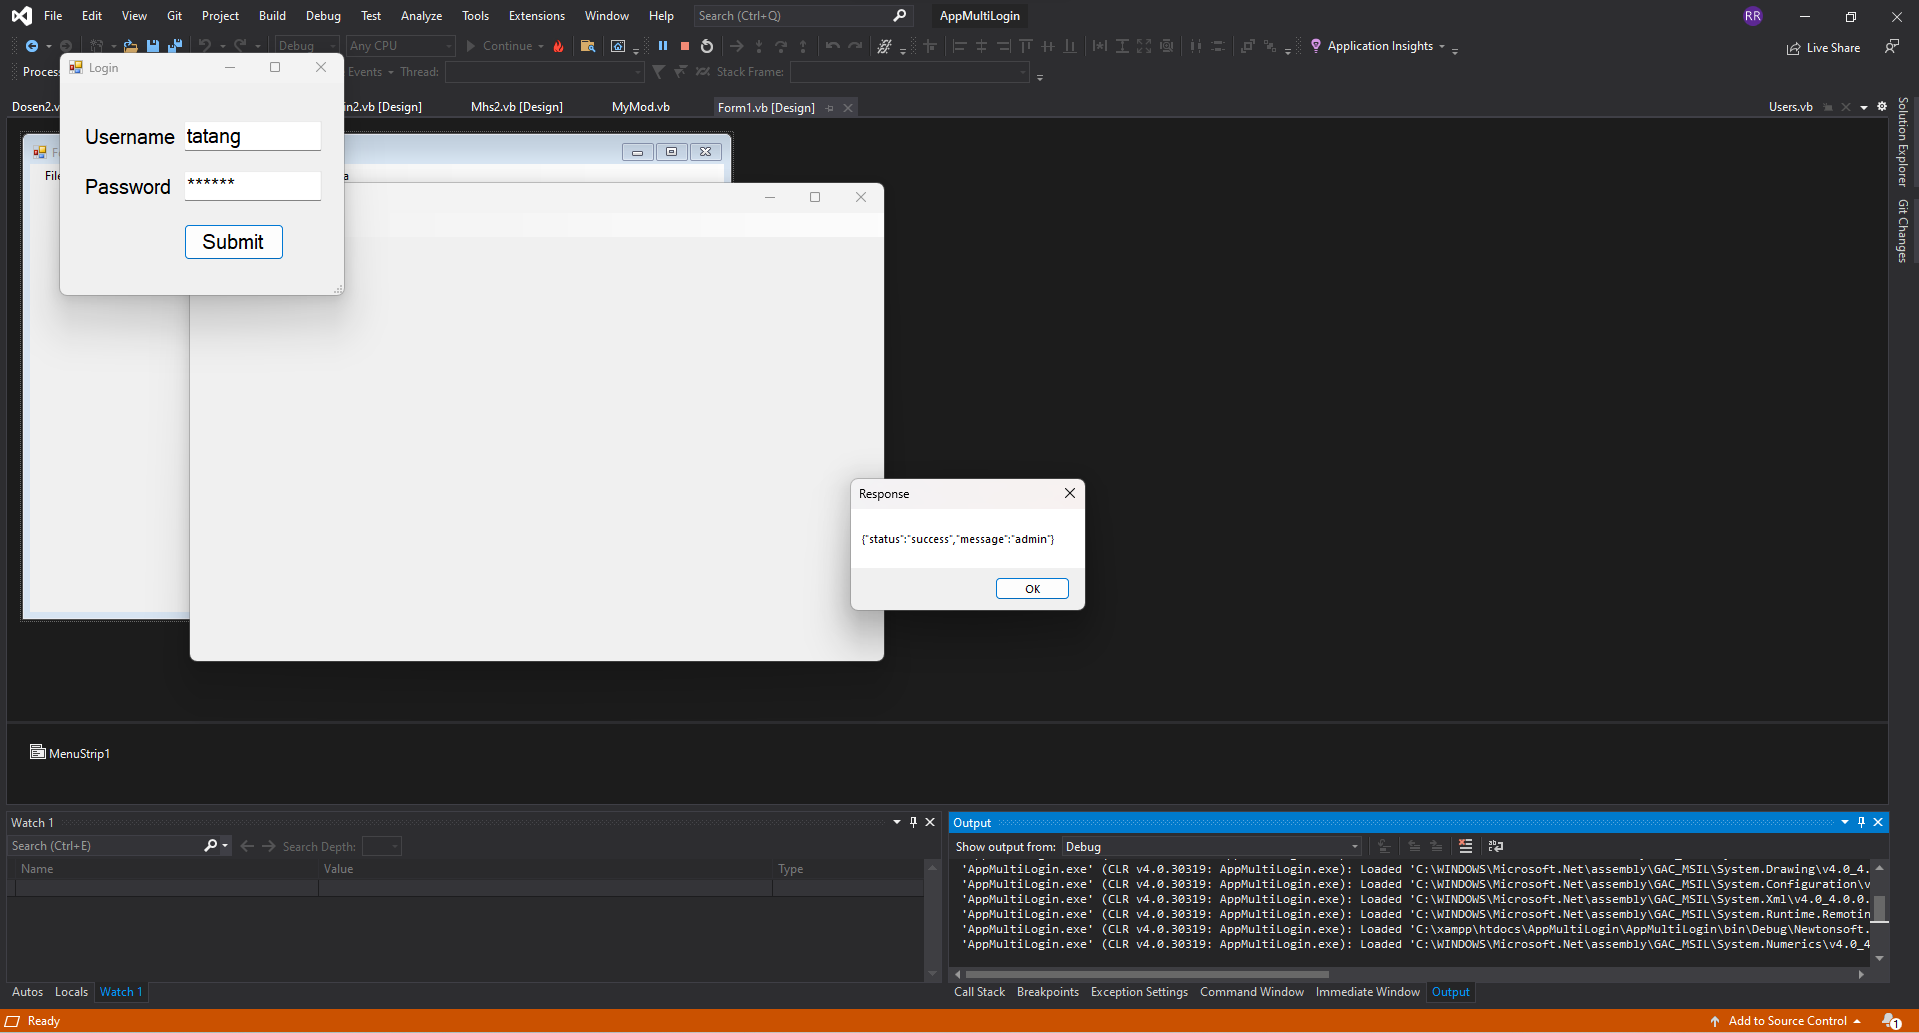 File Edit View Git Project Build Debug Test Analyze Tools Extensions Window Help Search (Ctrl+Q) AppMultiLogin RR
Debug Any CPU Continue Application Insights Live Share
Events Thread: Stack Frame:
Login
Username tatang
Password ******
Submit
in2.vb [Design] Mhs2.vb [Design] MyMod.vb Form1.vb [Design] Users.vb
Solution Explorer
Git Changes
Response
{"status":"success","message":"admin"}
OK
MenuStrip1
Watch 1
Search (Ctrl+E) Search Depth:
Name Value Type
Autos Locals Watch 1
Output
Show output from: Debug
'AppMultiLogin.exe' (CLR v4.0.30319: AppMultiLogin.exe): Loaded 'C:\WINDOWS\Microsoft.Net\assembly\GAC_MSIL\System.Drawing\v4.0_4.
'AppMultiLogin.exe' (CLR v4.0.30319: AppMultiLogin.exe): Loaded 'C:\WINDOWS\Microsoft.Net\assembly\GAC_MSIL\System.Configuration\v
'AppMultiLogin.exe' (CLR v4.0.30319: AppMultiLogin.exe): Loaded 'C:\WINDOWS\Microsoft.Net\assembly\GAC_MSIL\System.Xml\v4.0_4.0.0.
'AppMultiLogin.exe' (CLR v4.0.30319: AppMultiLogin.exe): Loaded 'C:\WINDOWS\Microsoft.Net\assembly\GAC_MSIL\System.Runtime.Remotin
'AppMultiLogin.exe' (CLR v4.0.30319: AppMultiLogin.exe): Loaded 'C:\xampp\htdocs\AppMultiLogin\AppMultiLogin\bin\Debug\Newtonsoft.
'AppMultiLogin.exe' (CLR v4.0.30319: AppMultiLogin.exe): Loaded 'C:\WINDOWS\Microsoft.Net\assembly\GAC_MSIL\System.Numerics\v4.0_4
Call Stack Breakpoints Exception Settings Command Window Immediate Window Output
Ready Add to Source Control 1